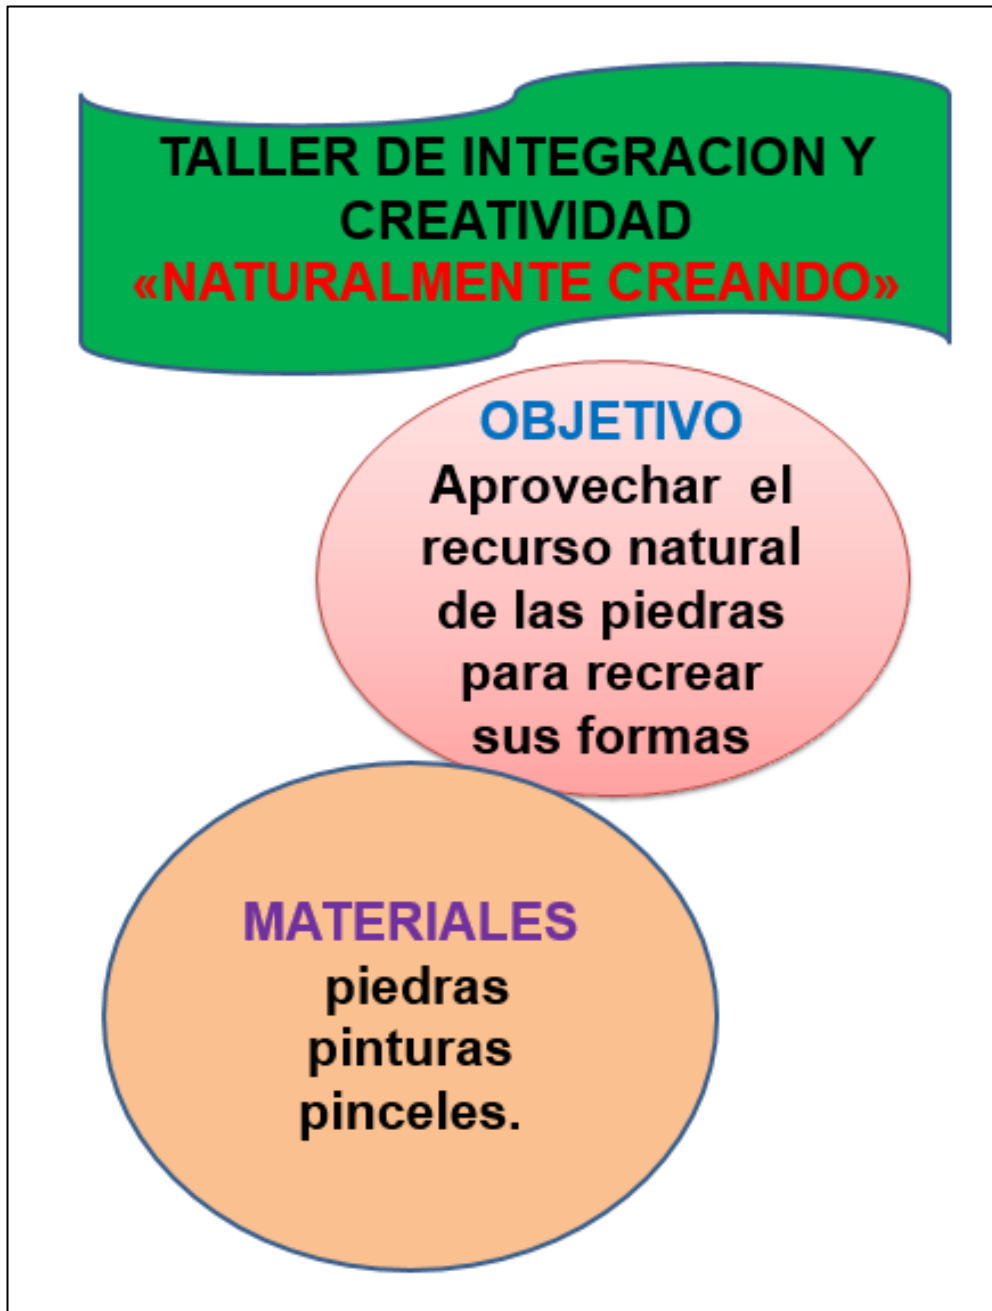 TALLER DE INTEGRACION Y
CREATIVIDAD
«NATURALMENTE CREANDO»
OBJETIVO
Aprovechar el
recurso natural
de las piedras
para recrear
sus formas
MATERIALES
piedras
pinturas
pinceles.